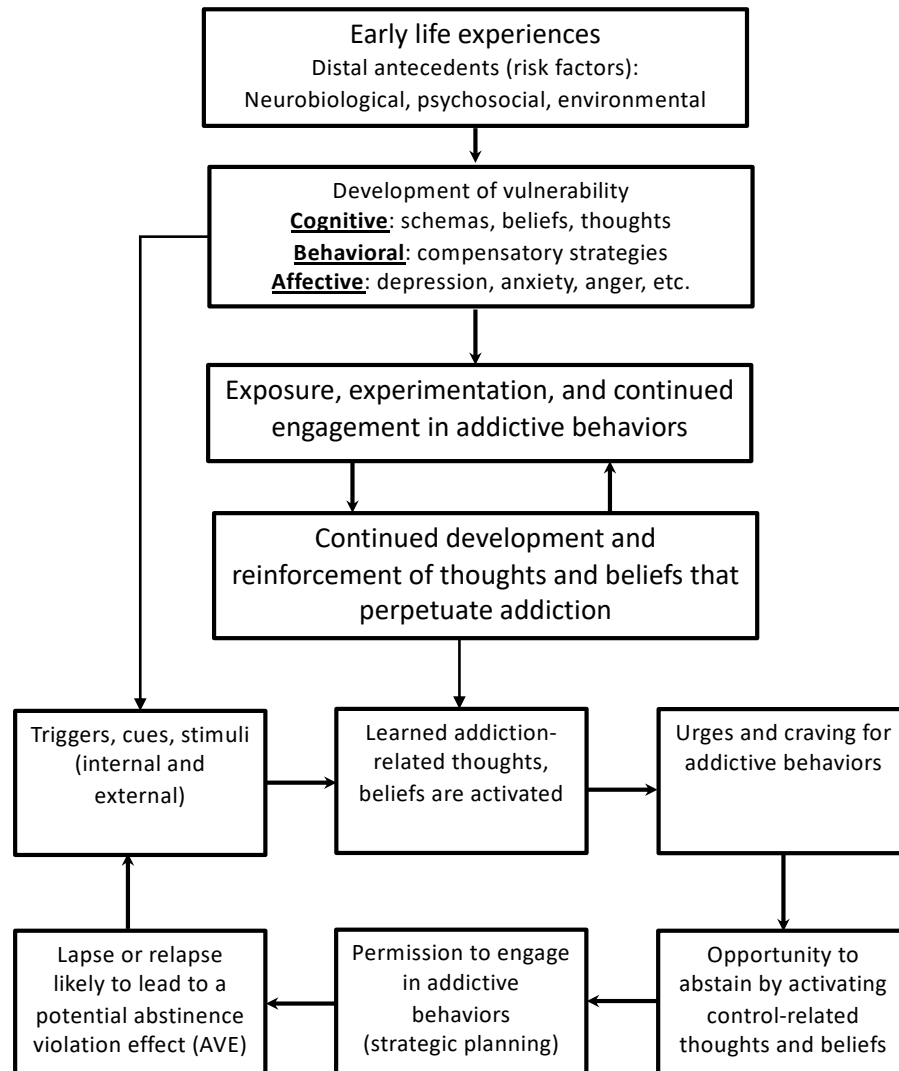 Early life experiences
Distal antecedents (risk factors):
Neurobiological, psychosocial, environmental
Development of vulnerability
Cognitive: schemas, beliefs, thoughts
Behavioral: compensatory strategies
Affective: depression, anxiety, anger, etc.
Exposure, experimentation, and continued
engagement in addictive behaviors
Continued development and
reinforcement of thoughts and beliefs that
perpetuate addiction
Triggers, cues, stimuli
(internal and
external)
Learned addiction-
related thoughts,
beliefs are activated
Urges and craving for
addictive behaviors
Lapse or relapse
likely to lead to a
potential abstinence
violation effect (AVE)
Permission to engage
in addictive
behaviors
(strategic planning)
Opportunity to
abstain by activating
control-related
thoughts and beliefs